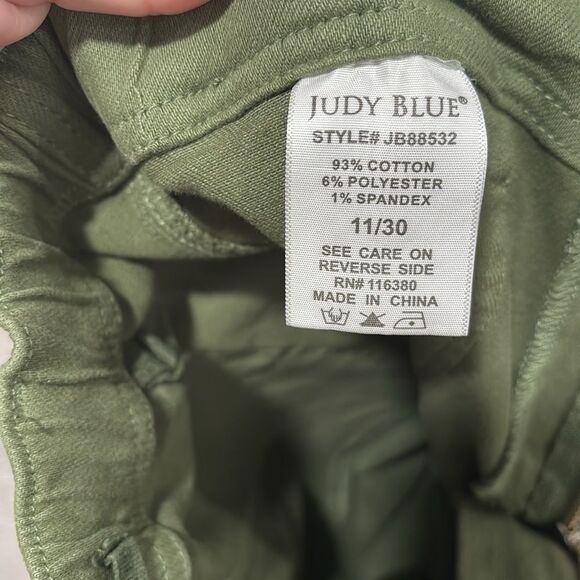 JUDY BLUE®
STYLE# JB88532
93% COTTON
6% POLYESTER
1% SPANDEX
11/30
SEE CARE ON
REVERSE SIDE
RN# 116380
MADE IN CHINA